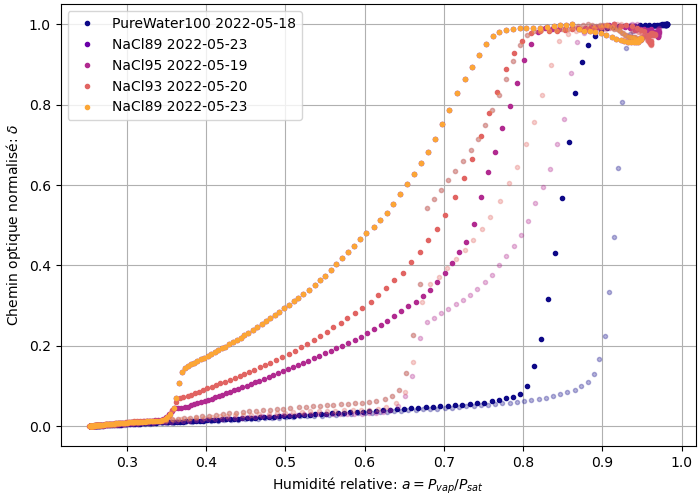 PureWater100 2022-05-18
NaCl89 2022-05-23
NaCl95 2022-05-19
NaCl93 2022-05-20
NaCl89 2022-05-23
Chemin optique normalisé: δ
1.0
0.8
0.6
0.4
0.2
0.0
0.3 0.4 0.5 0.6 0.7 0.8 0.9 1.0
Humidité relative: a = P_vap/P_sat